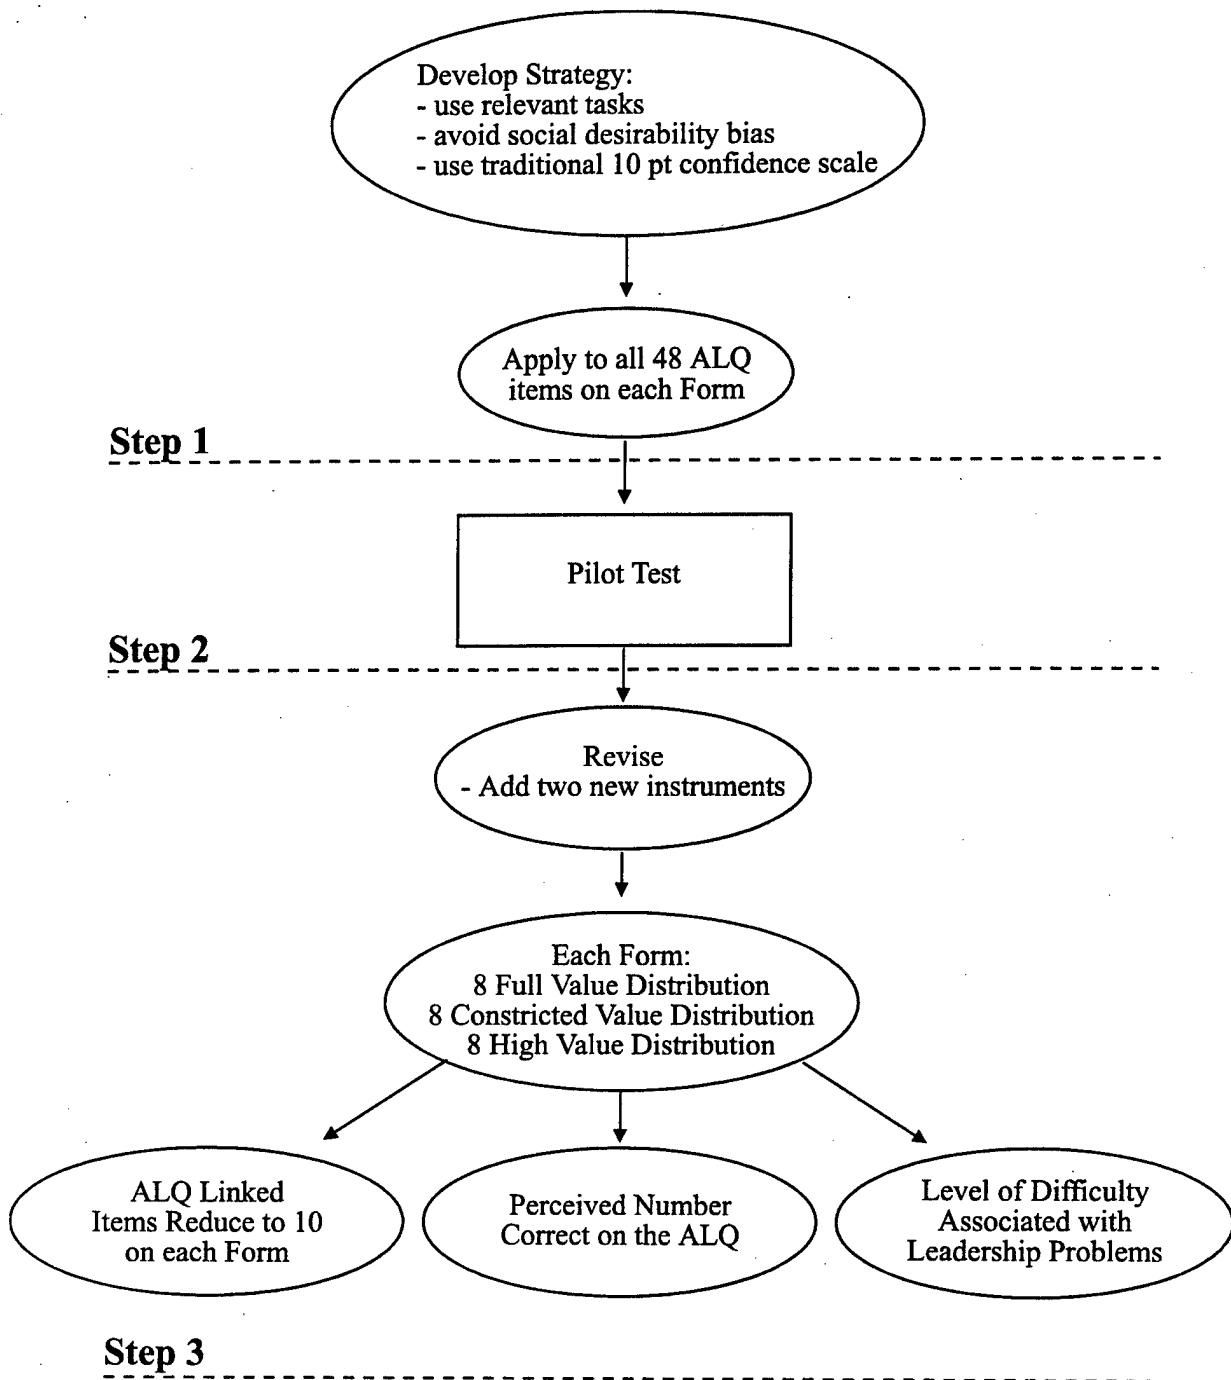 Develop Strategy:
- use relevant tasks
- avoid social desirability bias
- use traditional 10 pt confidence scale
Apply to all 48 ALQ
items on each Form
Step 1
Pilot Test
Step 2
Revise
- Add two new instruments
Each Form:
8 Full Value Distribution
8 Constricted Value Distribution
8 High Value Distribution
ALQ Linked
Items Reduce to 10
on each Form
Perceived Number
Correct on the ALQ
Level of Difficulty
Associated with
Leadership Problems
Step 3